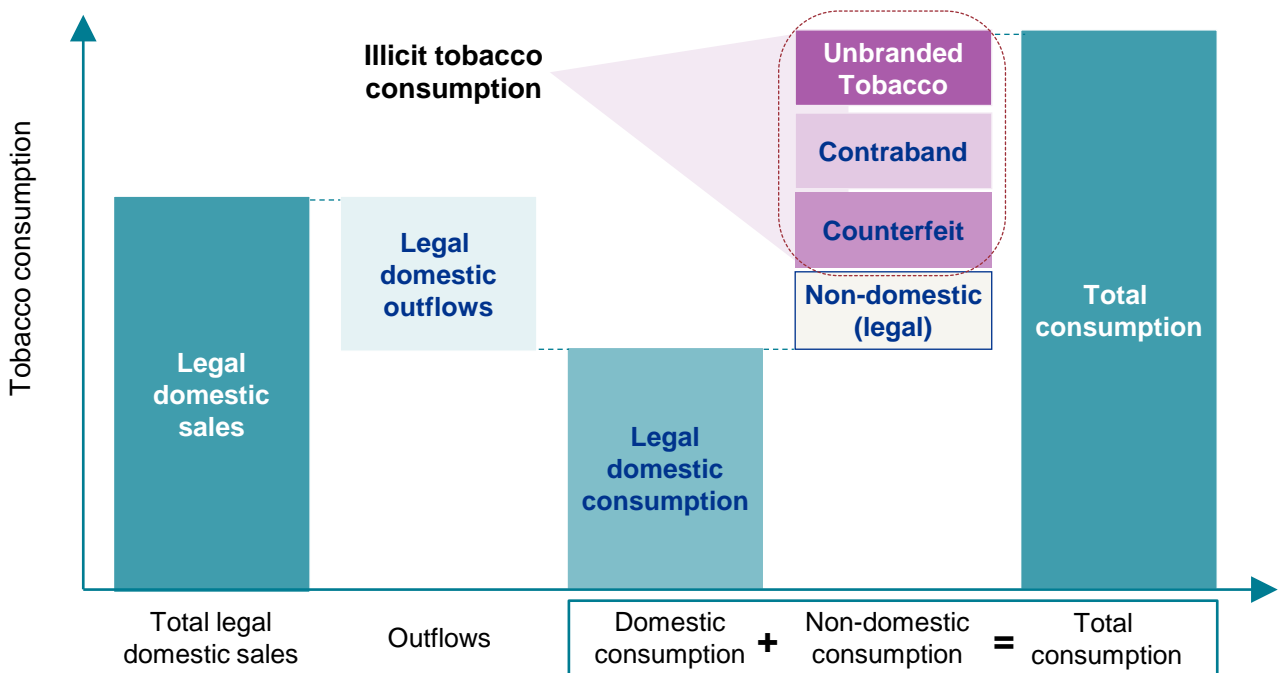 Tobacco consumption
Illicit tobacco
consumption
Unbranded
Tobacco
Contraband
Counterfeit
Non-domestic
(legal)
Legal
domestic
sales
Legal
domestic
outflows
Legal
domestic
consumption
Total
consumption
Total legal
domestic sales
Outflows
Domestic
consumption
+
Non-domestic
consumption
=
Total
consumption